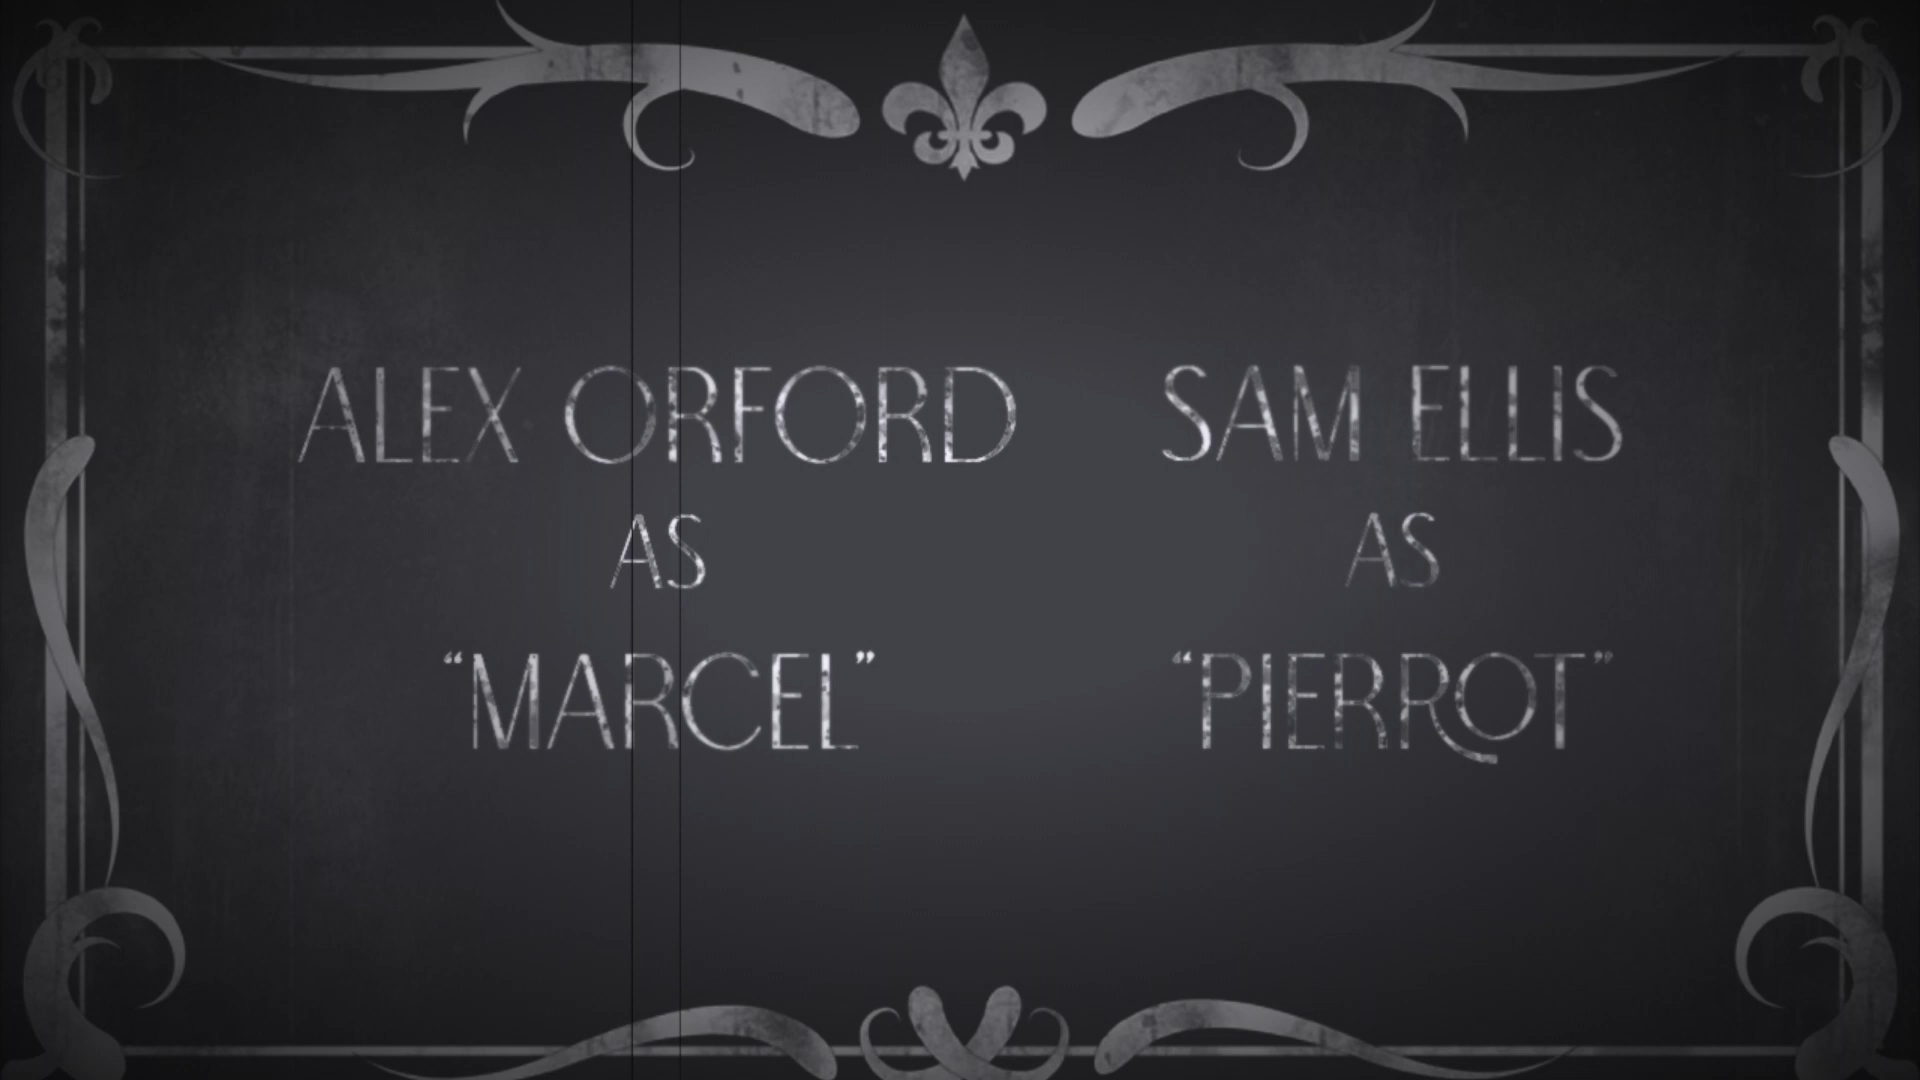 ALEX ORFORD
AS
“MARCEL”
SAM ELLIS
AS
“PIERROT”